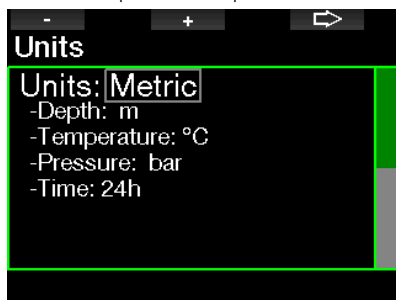 - + ⇨
Units
Units: Metric
-Depth: m
-Temperature: °C
-Pressure: bar
-Time: 24h